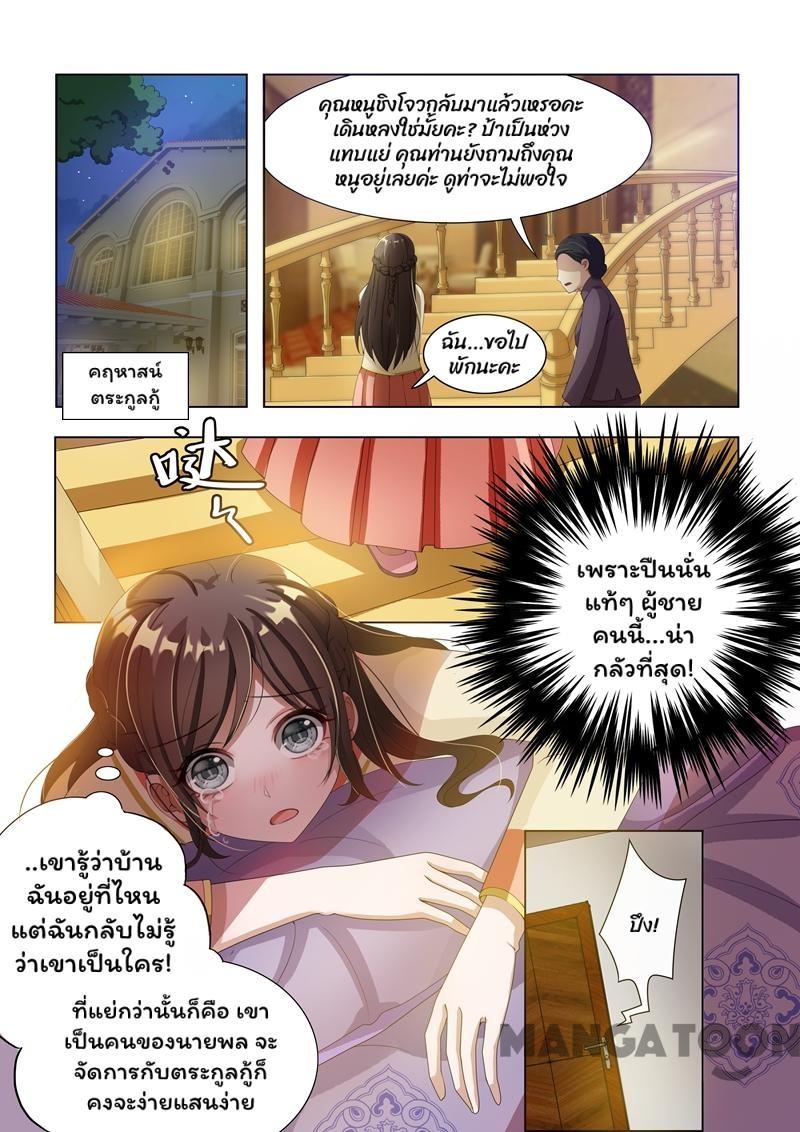 คุณหนูชิงโจวกลับมาแล้วเหรอคะ
เดินหลงใช่มั้ยคะ? ป้าเป็นห่วง
แทบแย่ คุณท่านยังถามถึงคุณ
หนูอยู่เลยค่ะ ดูท่าจะไม่พอใจ
ฉัน...ขอไป
พักนะคะ
คฤหาสน์
ตระกูลกู้
哒
เพราะปืนนั่น
แท้ๆ ผู้ชาย
คนนี้...น่า
กลัวที่สุด!
..เขารู้ว่าบ้าน
ฉันอยู่ที่ไหน
แต่ฉันกลับไม่รู้
ว่าเขาเป็นใคร!
ที่แย่กว่านั้นก็คือ เขา
เป็นคนของนายพล จะ
จัดการกับตระกูลกู้ก็
คงจะง่ายแสนง่าย
ปึง!
MANGATOON